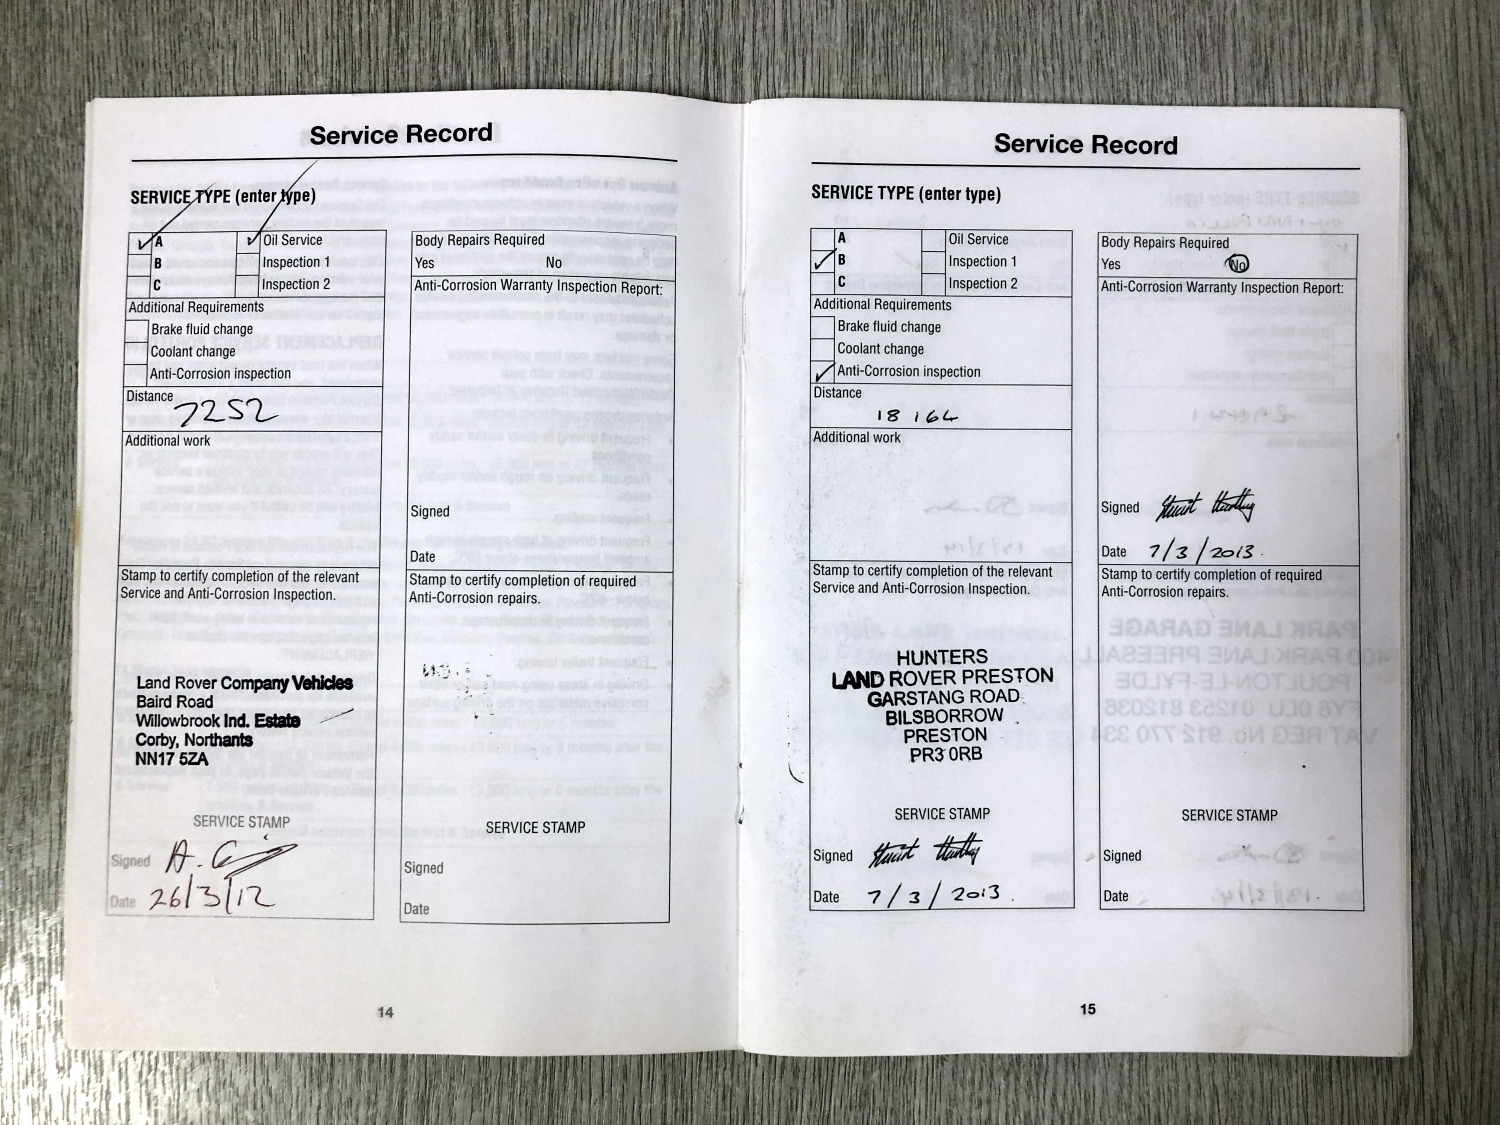 Service Record
SERVICE TYPE (enter type)
A Oil Service
B Inspection 1
C Inspection 2
Additional Requirements
Brake fluid change
Coolant change
Anti-Corrosion inspection
Distance
7252
Additional work
Stamp to certify completion of the relevant
Service and Anti-Corrosion Inspection.
Land Rover Company Vehicles
Baird Road
Willowbrook Ind. Estate
Corby, Northants
NN17 5ZA
SERVICE STAMP
Signed
Date 26/3/12
Body Repairs Required
Yes No
Anti-Corrosion Warranty Inspection Report:
Signed
Date
Stamp to certify completion of required
Anti-Corrosion repairs.
SERVICE STAMP
Signed
Date
14
Service Record
SERVICE TYPE (enter type)
A Oil Service
B Inspection 1
C Inspection 2
Additional Requirements
Brake fluid change
Coolant change
Anti-Corrosion inspection
Distance
18164
Additional work
Stamp to certify completion of the relevant
Service and Anti-Corrosion Inspection.
HUNTERS
LAND ROVER PRESTON
GARSTANG ROAD
BILSBORROW
PRESTON
PR3 0RB
SERVICE STAMP
Signed
Date 7/3/2013.
Body Repairs Required
Yes No
Anti-Corrosion Warranty Inspection Report:
Signed
Date 7/3/2013.
Stamp to certify completion of required
Anti-Corrosion repairs.
SERVICE STAMP
Signed
Date
15